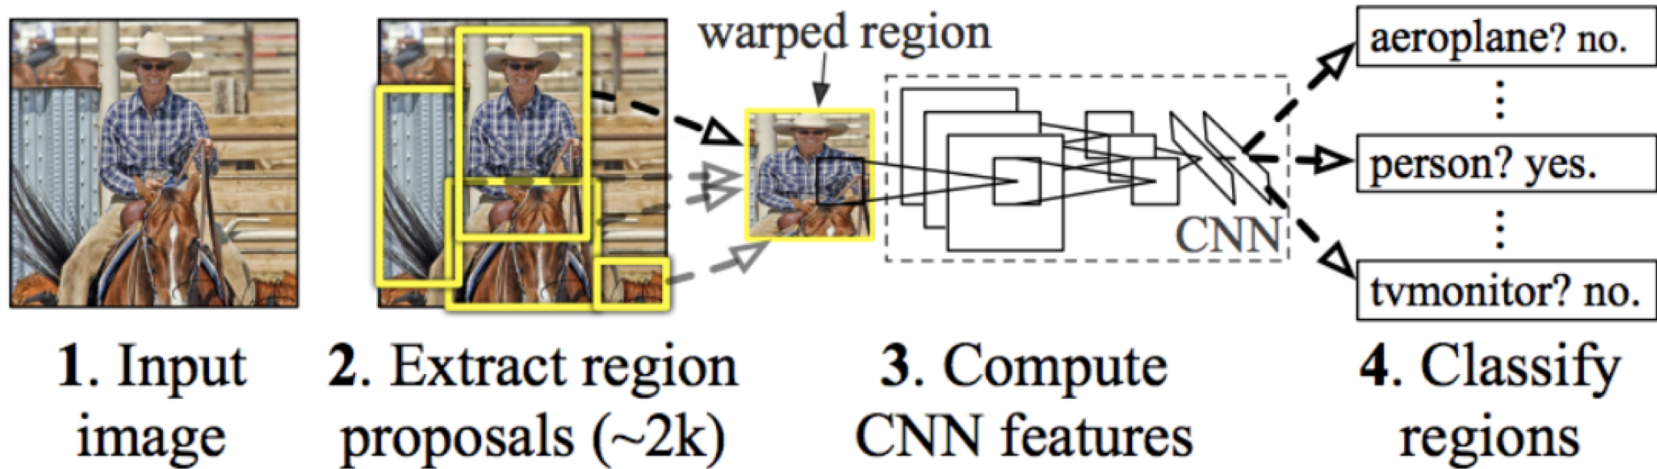 warped region
aeroplane? no.
person? yes.
CNN
tvmonitor? no.
1. Input
image
2. Extract region
proposals (~2k)
3. Compute
CNN features
4. Classify
regions